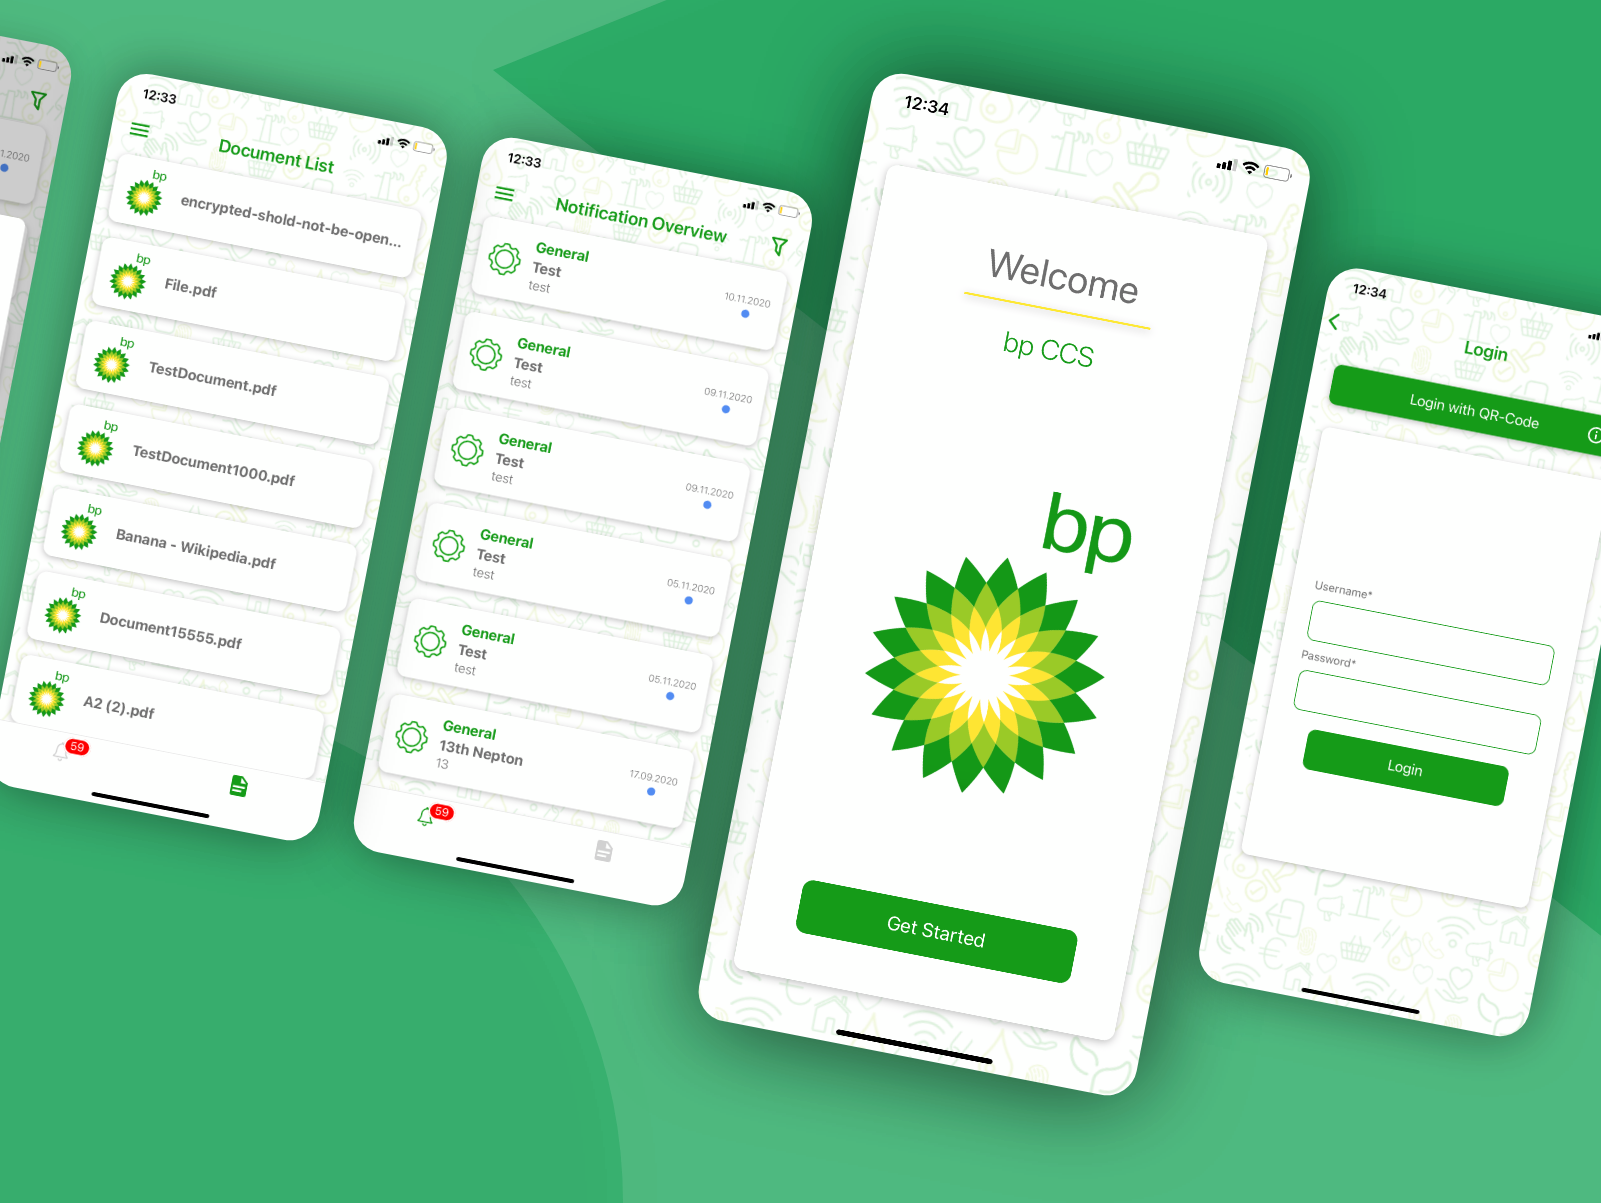 1.2020
12:33
Document List
bp
encrypted-shold-not-be-open...
bp
File.pdf
bp
TestDocument.pdf
bp
TestDocument1000.pdf
bp
Banana - Wikipedia.pdf
bp
Document15555.pdf
bp
A2 (2).pdf
59
12:33
Notification Overview
General
Test
test
10.11.2020
General
Test
test
09.11.2020
General
Test
test
09.11.2020
General
Test
test
05.11.2020
General
Test
test
05.11.2020
General
13th Nepton
13
17.09.2020
59
12:34
Welcome
bp CCS
bp
Get Started
12:34
Login
Login with QR-Code
Username*
Password*
Login